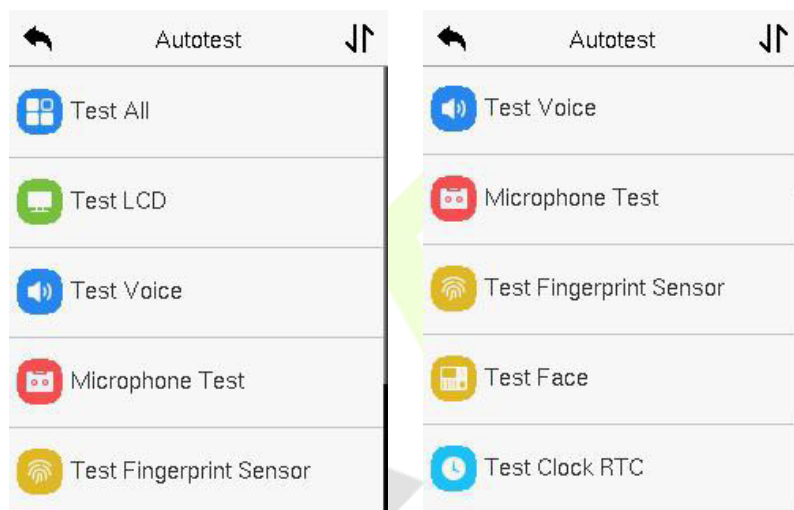 Autotest
Test All
Test LCD
Test Voice
Microphone Test
Test Fingerprint Sensor
Autotest
Test Voice
Microphone Test
Test Fingerprint Sensor
Test Face
Test Clock RTC